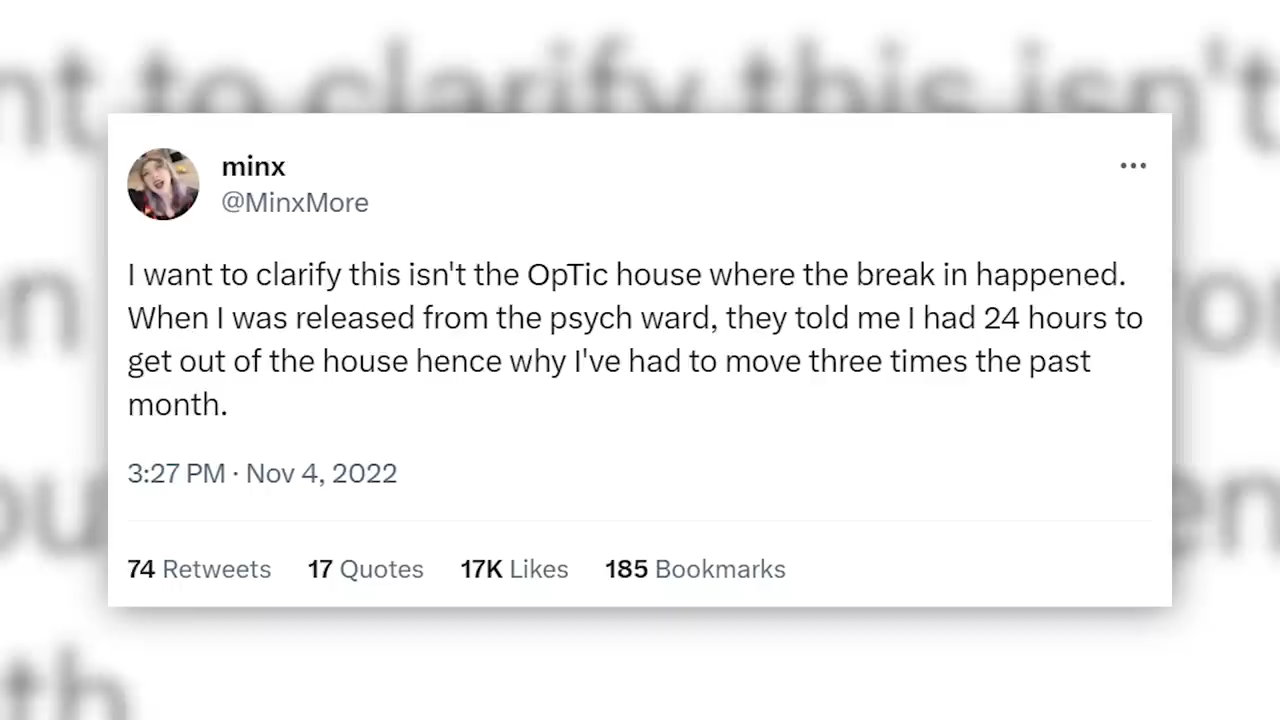 minx
@MinxMore
I want to clarify this isn't the OpTic house where the break in happened.
When I was released from the psych ward, they told me I had 24 hours to
get out of the house hence why I've had to move three times the past
month.
3:27 PM · Nov 4, 2022
74 Retweets 17 Quotes 17K Likes 185 Bookmarks